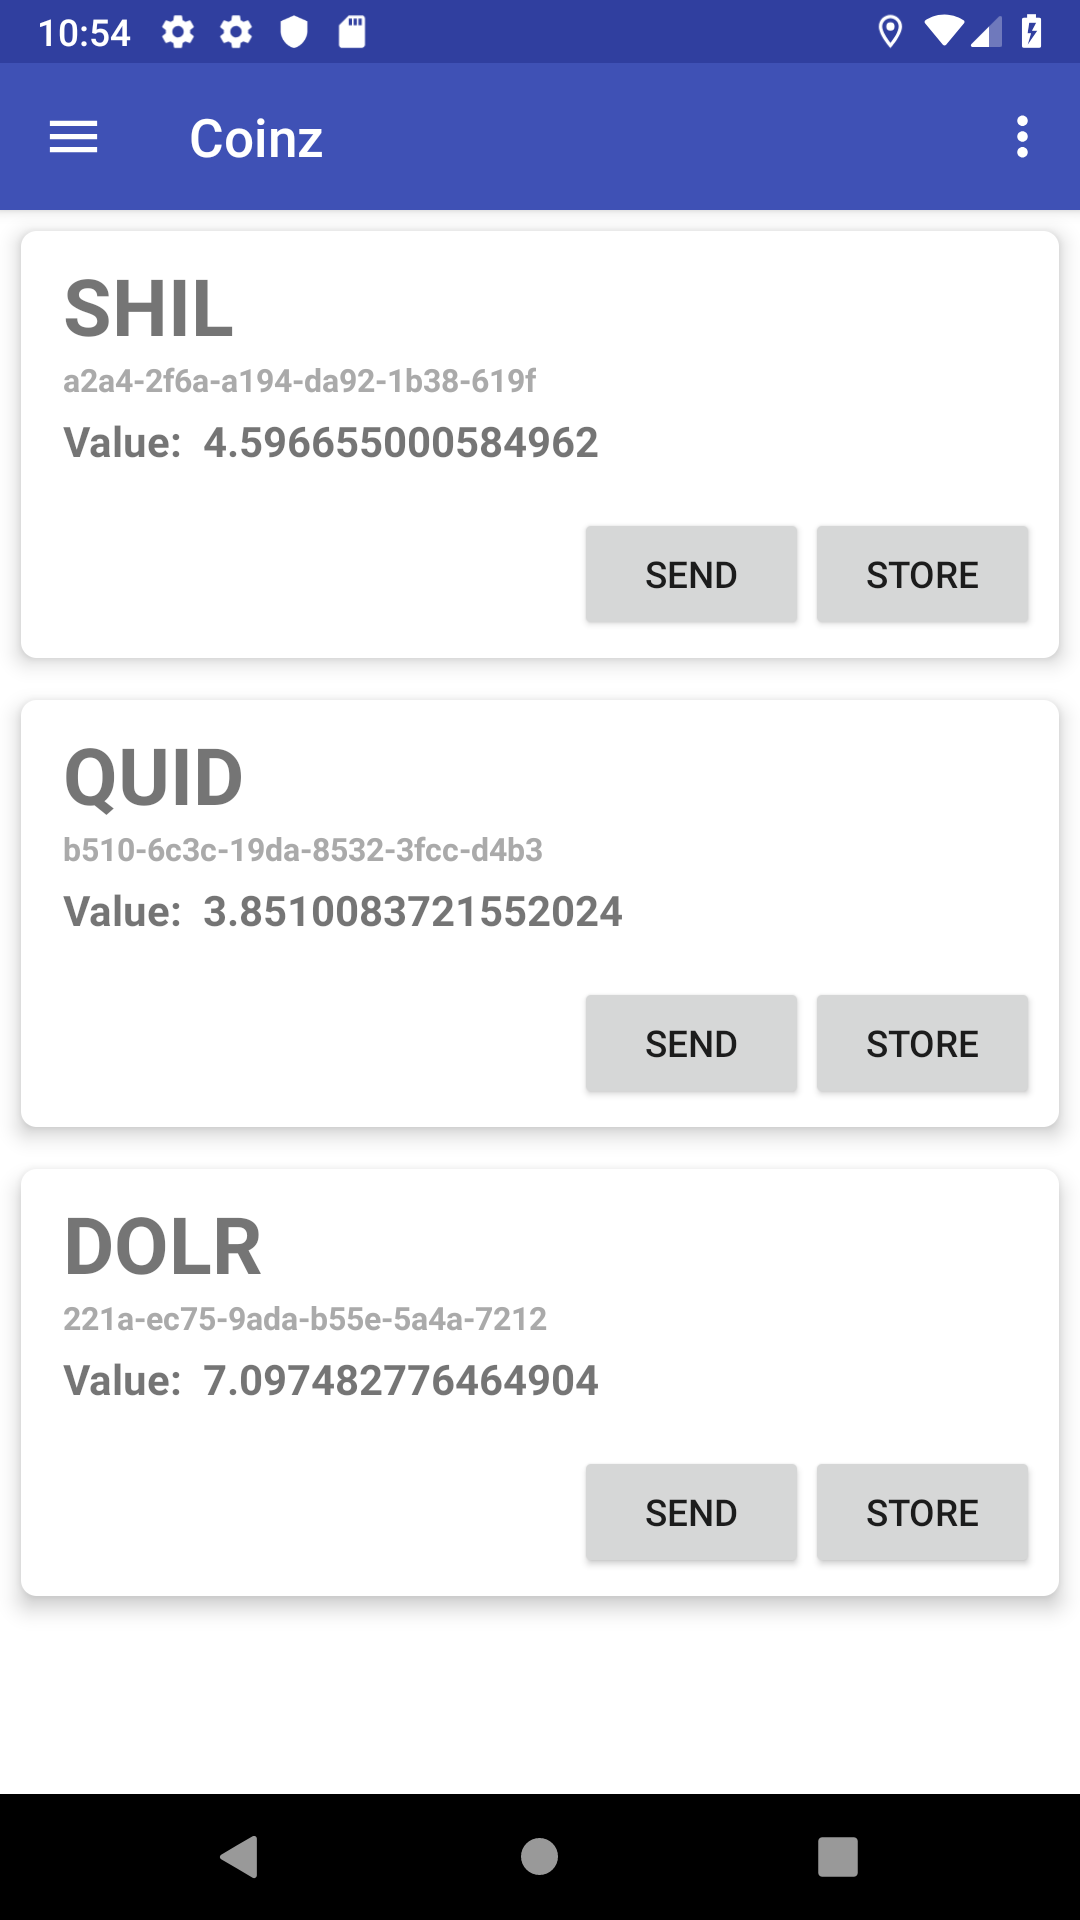 10:54
Coinz
SHIL
a2a4-2f6a-a194-da92-1b38-619f
Value: 4.596655000584962
SEND STORE
QUID
b510-6c3c-19da-8532-3fcc-d4b3
Value: 3.8510083721552024
SEND STORE
DOLR
221a-ec75-9ada-b55e-5a4a-7212
Value: 7.097482776464904
SEND STORE